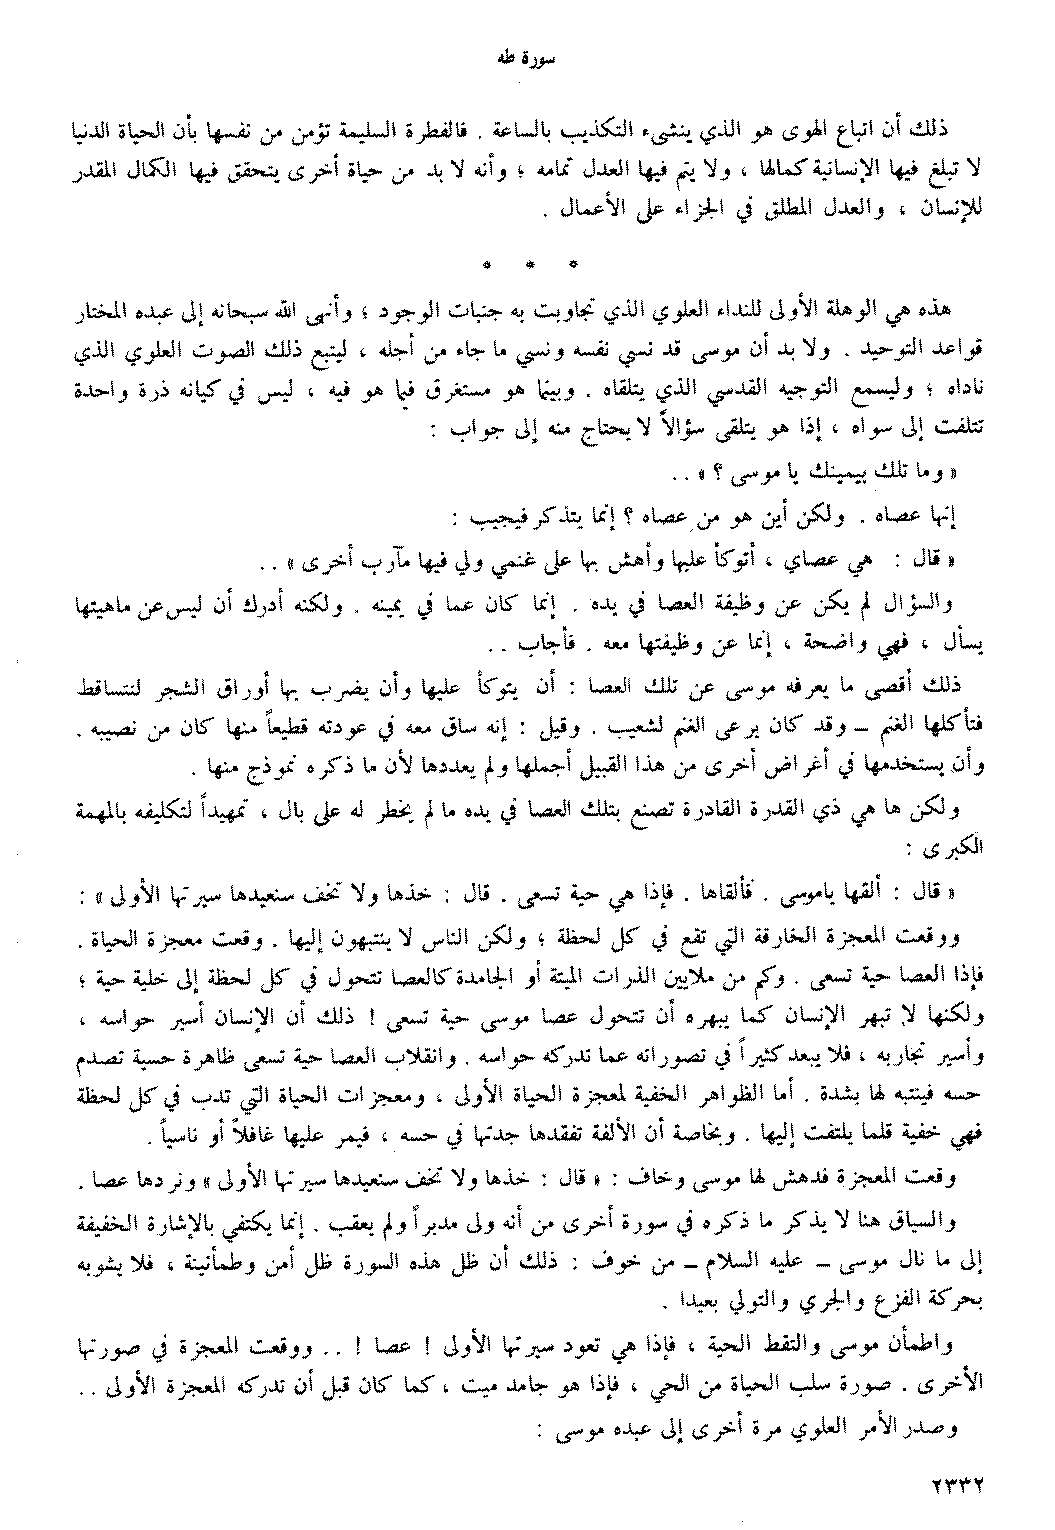 سورة طه
ذلك أن اتباع الهوى هو الذي ينشىء التكذيب بالساعة . فالفطرة السليمة تؤمن من نفسها بأن الحياة الدنيا
لا تبلغ فيها الإنسانية كمالها ، ولا يتم فيها العدل تمامه ؛ وأنه لا بد من حياة أخرى يتحقق فيها الكمال المقدر
للإنسان ، والعدل المطلق في الجزاء على الأعمال .
* * *
هذه هي الوهلة الأولى للنداء العلوي الذي تجاوبت به جنبات الوجود ؛ وأنهى الله سبحانه إلى عبده المختار
قواعد التوحيد . ولا بد أن موسى قد نسي نفسه ونسي ما جاء من أجله ، ليتبع ذلك الصوت العلوي الذي
ناداه ؛ وليسمع التوجيه القدسي الذي يتلقاه . وبينما هو مستغرق فيما هو فيه ، ليس في كيانه ذرة واحدة
تتلفت إلى سواه ، إذا هو يتلقى سؤالاً لا يحتاج منه إلى جواب :
« وما تلك بيمينك يا موسى ؟ » . .
إنها عصاه . ولكن أين هو من عصاه ؟ إنما يتذكر فيجيب :
« قال : هي عصاي ، أتوكأ عليها وأهش بها على غنمي ولي فيها مآرب أخرى » . .
والسؤال لم يكن عن وظيفة العصا في يده . إنما كان عما في يمينه . ولكنه أدرك أن ليس عن ماهيتها
يسأل ، فهي واضحة ، إنما عن وظيفتها معه . فأجاب . .
ذلك أقصى ما يعرفه موسى عن تلك العصا : أن يتوكأ عليها وأن يضرب بها أوراق الشجر لتتساقط
فتأكلها الغنم – وقد كان يرعى الغنم لشعيب . وقيل : إنه ساق معه في عودته قطيعاً منها كان من نصيبه .
وأن يستخدمها في أغراض أخرى من هذا القبيل أجملها ولم يعددها لأن ما ذكره نموذج منها .
ولكن ها هي ذي القدرة القادرة تصنع بتلك العصا في يده ما لم يخطر له على بال ، تمهيداً لتكليفه بالمهمة
الكبرى :
« قال : ألقها ياموسى . فألقاها . فإذا هي حية تسعى . قال : خذها ولا تخف سنعيدها سيرتها الأولى » :
ووقعت المعجزة الخارقة التي تقع في كل لحظة ؛ ولكن الناس لا ينتبهون إليها . وقعت معجزة الحياة .
فإذا العصا حية تسعى . وكم من ملايين الذرات الميتة أو الجامدة كالعصا تتحول في كل لحظة إلى خلية حية ؛
ولكنها لا تبهر الإنسان كما يبهره أن تتحول عصا موسى حية تسعى ! ذلك أن الإنسان أسير حواسه ،
وأسير تجاربه ، فلا يبعد كثيراً في تصوراته عما تدركه حواسه . وانقلاب العصا حية تسعى ظاهرة حسية تصدم
حسه فينتبه لها بشدة . أما الظواهر الخفية لمعجزة الحياة الأولى ، ومعجزات الحياة التي تدب في كل لحظة
فهي خفية قلما يلتفت إليها . وبخاصة أن الألفة تفقدها جدتها في حسه ، فيمر عليها غافلاً أو ناسياً .
وقعت المعجزة فدهش لها موسى وخاف : « قال : خذها ولا تخف سنعيدها سيرتها الأولى » ونردها عصا .
والسياق هنا لا يذكر ما ذكره في سورة أخرى من أنه ولى مدبراً ولم يعقب . إنما يكتفي بالإشارة الخفيفة
إلى ما نال موسى – عليه السلام – من خوف : ذلك أن ظل هذه السورة ظل أمن وطمأنينة ، فلا يشوبه
بحركة الفزع والجري والتولي بعيدا .
واطمأن موسى والتقط الحية ، فإذا هي تعود سيرتها الأولى ! عصا ! . . ووقعت المعجزة في صورتها
الأخرى . صورة سلب الحياة من الحي ، فإذا هو جامد ميت ، كما كان قبل أن تدركه المعجزة الأولى . .
وصدر الأمر العلوي مرة أخرى إلى عبده موسى :
٢٣٣٢